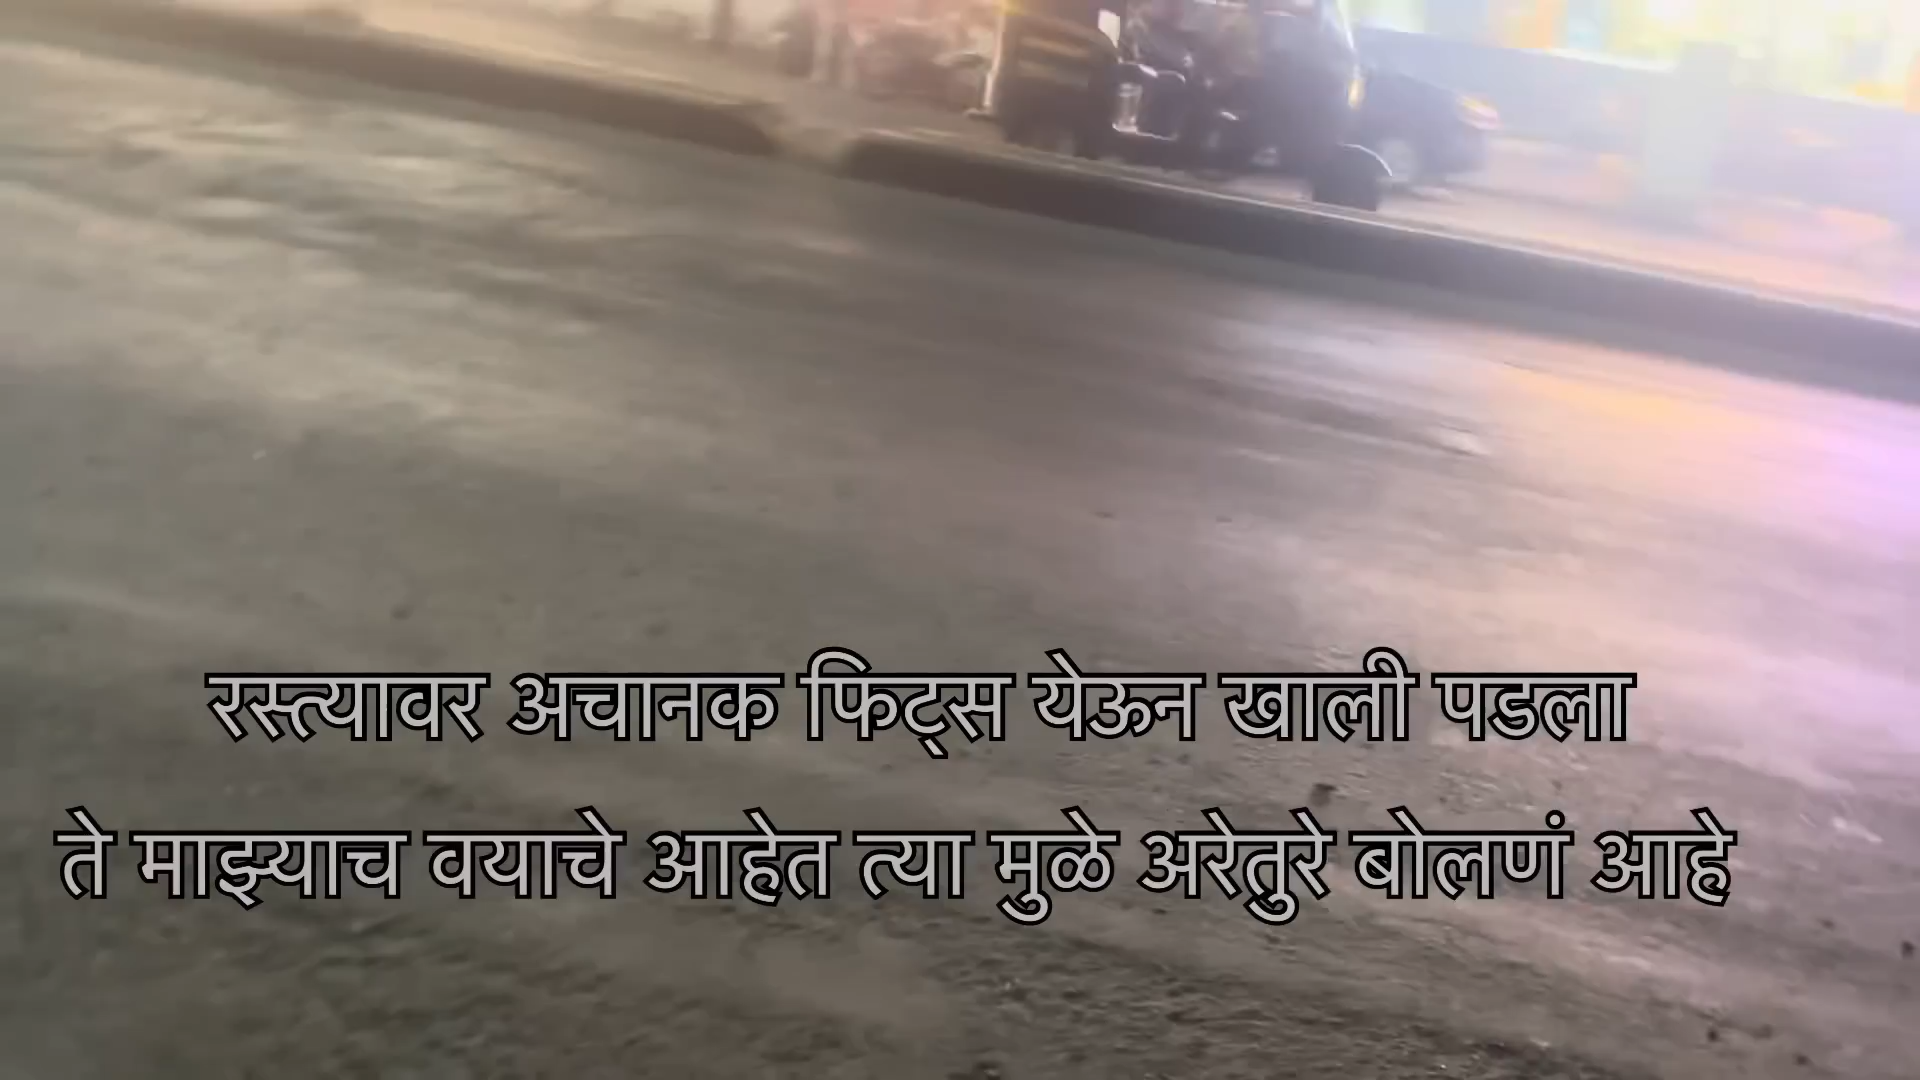 रस्त्यावर अचानक फिट्स येऊन खाली पडला
ते माझ्याच वयाचे आहेत त्या मुळे अरेतुरे बोलणं आहे